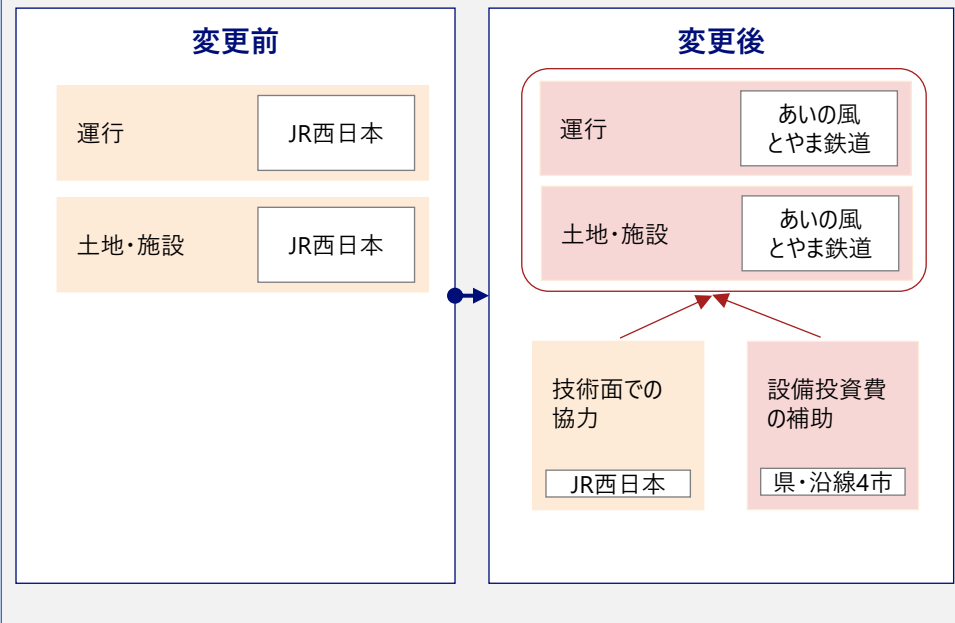 変更前
運行
JR西日本
土地・施設
JR西日本
変更後
運行
あいの風
とやま鉄道
土地・施設
あいの風
とやま鉄道
技術面での
協力
JR西日本
設備投資費
の補助
県・沿線4市